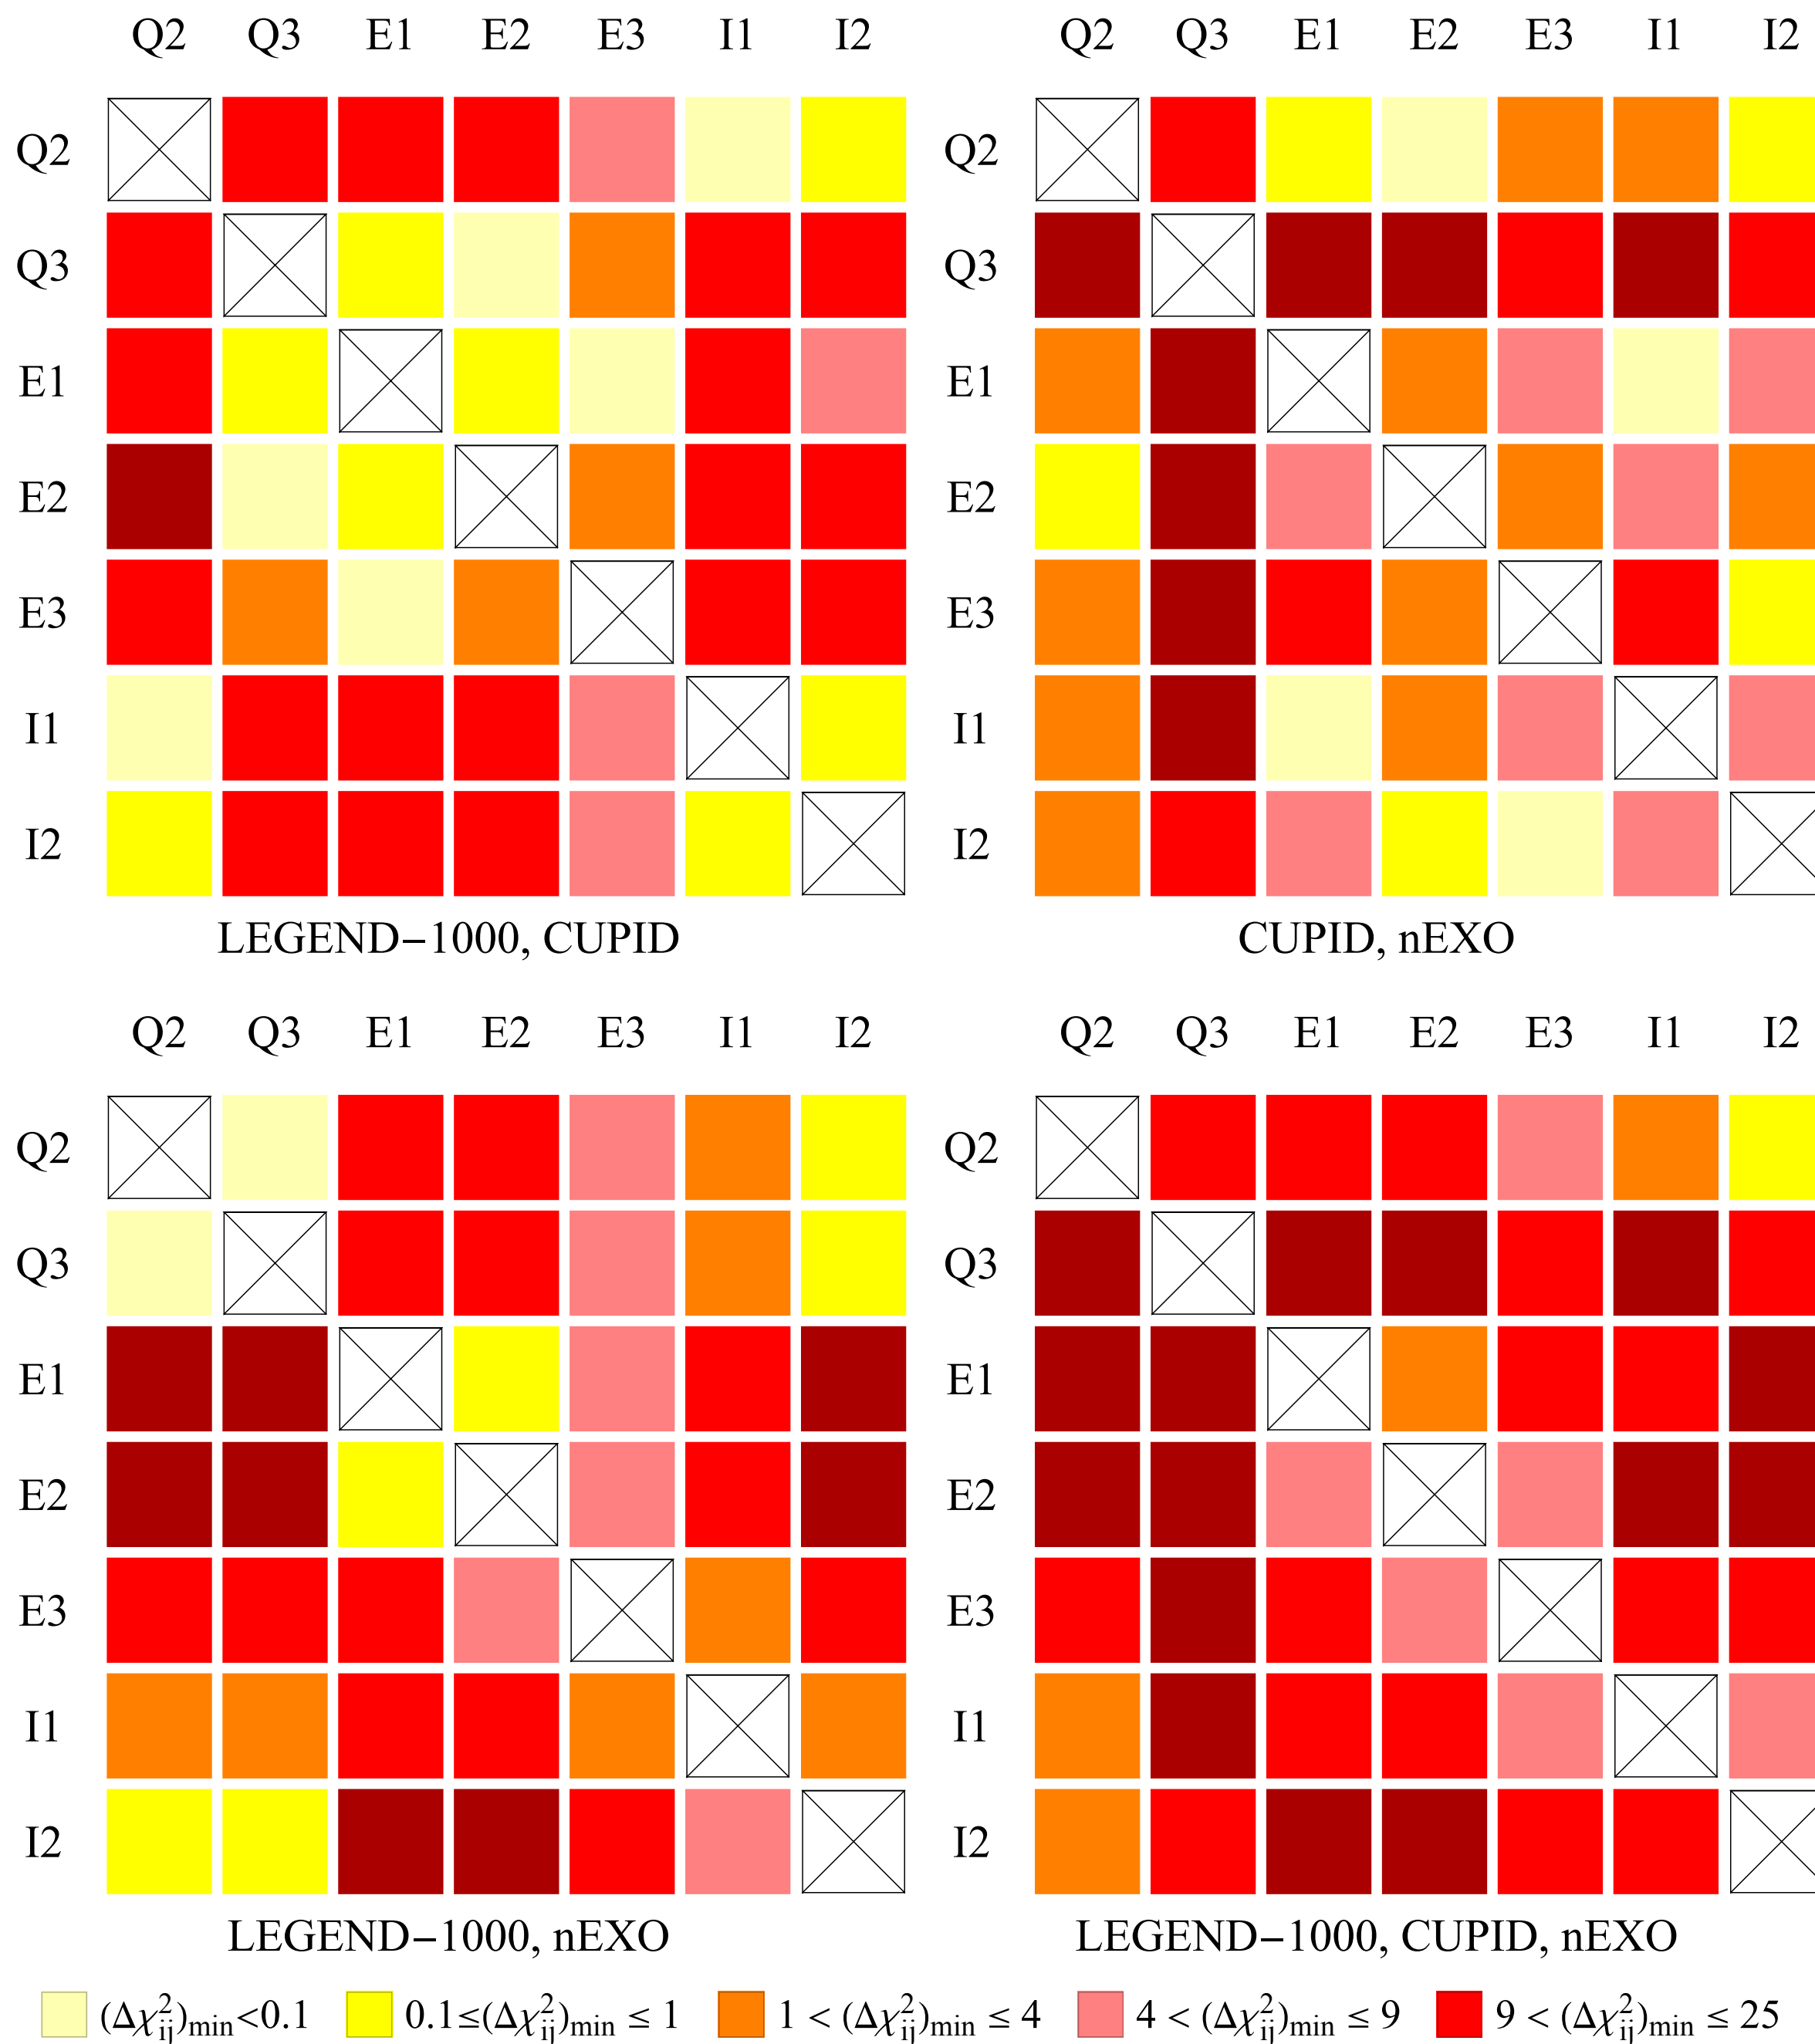 Q2 Q3 E1 E2 E3 I1 I2
Q2
Q3
E1
E2
E3
I1
I2
LEGEND−1000, CUPID
Q2 Q3 E1 E2 E3 I1 I2
Q2
Q3
E1
E2
E3
I1
I2
CUPID, nEXO
Q2 Q3 E1 E2 E3 I1 I2
Q2
Q3
E1
E2
E3
I1
I2
LEGEND−1000, nEXO
Q2 Q3 E1 E2 E3 I1 I2
Q2
Q3
E1
E2
E3
I1
I2
LEGEND−1000, CUPID, nEXO
(Δχ²ij)min<0.1 0.1≤(Δχ²ij)min ≤ 1 1 < (Δχ²ij)min ≤ 4 4 < (Δχ²ij)min ≤ 9 9 < (Δχ²ij)min ≤ 25